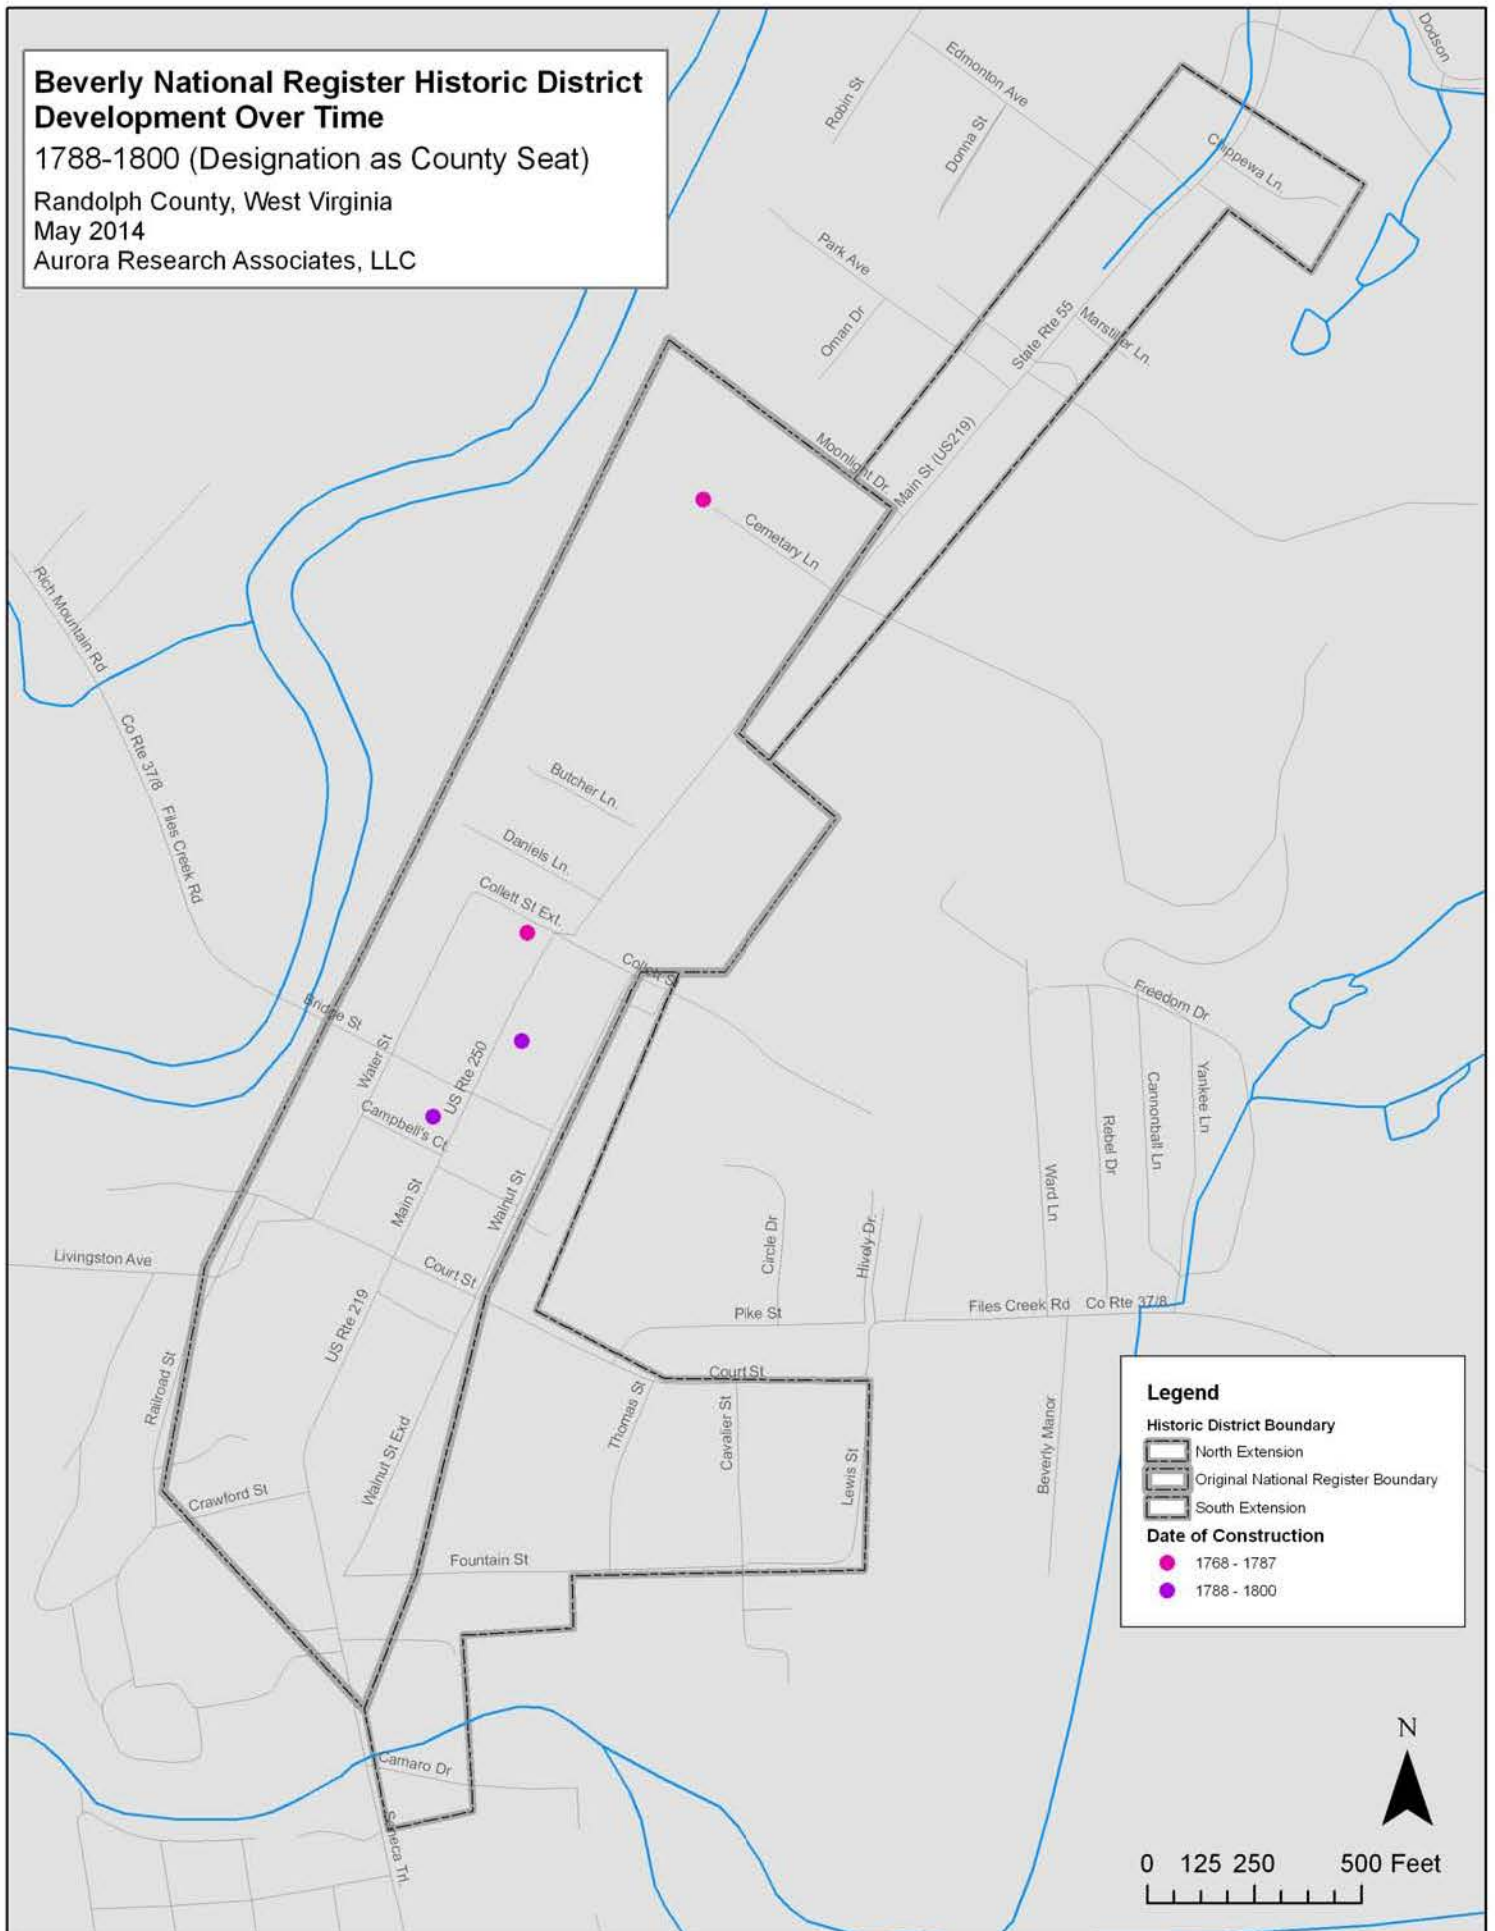 Beverly National Register Historic District
Development Over Time
1788-1800 (Designation as County Seat)
Randolph County, West Virginia
May 2014
Aurora Research Associates, LLC
Dodson
Edmonton Ave
Robin St
Donna St
Chippewa Ln.
Park Ave
Oman Dr
State Rte 55
Marstiller Ln.
Moonlight Dr.
Main St (US219)
Cemetary Ln
Rich Mountain Rd
Co Rte 37/8
Files Creek Rd
Butcher Ln.
Daniels Ln.
Collett St Ext.
Collett St
Bridge St
Freedom Dr
Water St
US Rte 250
Campbell's Ct
Yankee Ln
Cannonball Ln
Rebel Dr
Ward Ln
Main St
Walnut St
Circle Dr
Hively Dr.
Livingston Ave
Court St
Files Creek Rd
Co Rte 37/8
Pike St
US Rte 219
Railroad St
Court St
Thomas St
Cavalier St
Lewis St
Beverly Manor
Walnut St Exd
Crawford St
Fountain St
Camaro Dr
Seneca Trl.
Legend
Historic District Boundary
North Extension
Original National Register Boundary
South Extension
Date of Construction
1768 - 1787
1788 - 1800
N
0 125 250 500 Feet